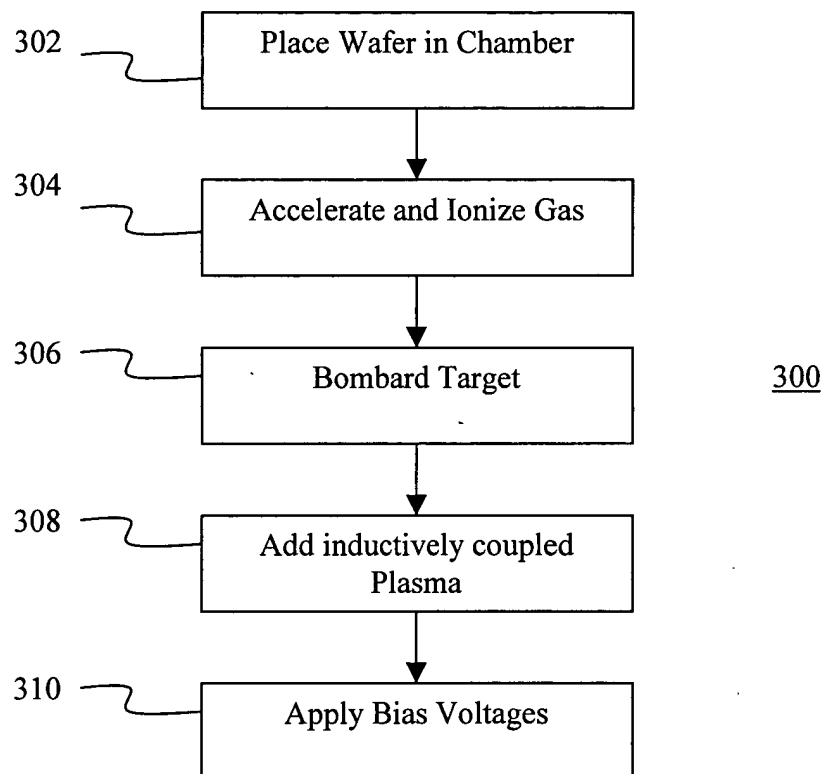 302
Place Wafer in Chamber
304
Accelerate and Ionize Gas
306
Bombard Target
300
308
Add inductively coupled
Plasma
310
Apply Bias Voltages